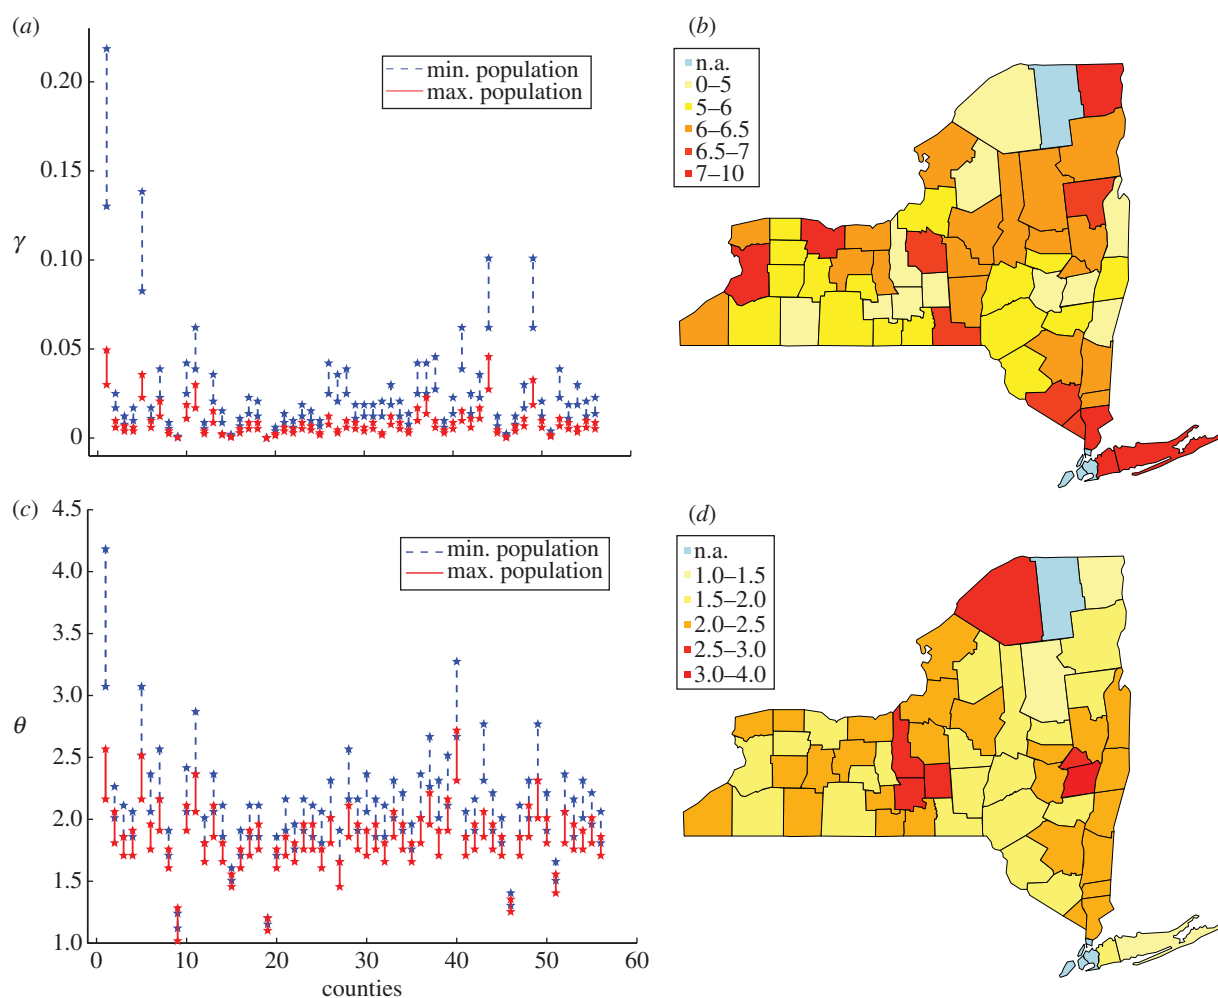 (a)
0.20
0.15
γ
0.10
0.05
0
min. population
max. population
(b)
n.a.
0–5
5–6
6–6.5
6.5–7
7–10
(c)
4.5
4.0
3.5
3.0
θ
2.5
2.0
1.5
1.0
min. population
max. population
0 10 20 30 40 50 60
counties
(d)
n.a.
1.0–1.5
1.5–2.0
2.0–2.5
2.5–3.0
3.0–4.0